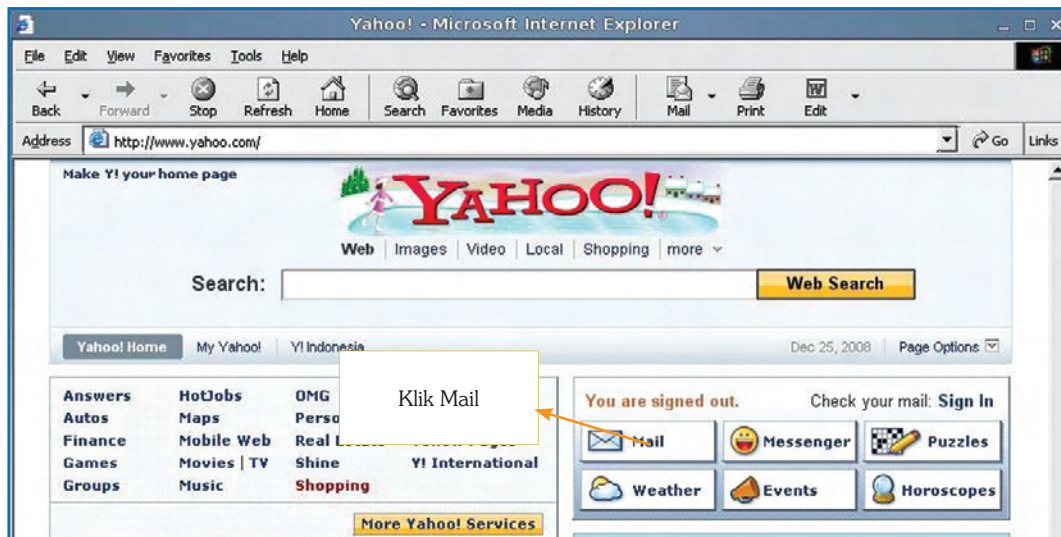 Yahoo! - Microsoft Internet Explorer
File Edit View Favorites Tools Help
Back Forward Stop Refresh Home Search Favorites Media History Mail Print Edit
Address http://www.yahoo.com/ Go Links
Make Y! your home page
YAHOO!
Web Images Video Local Shopping more
Search: Web Search
Yahoo! Home My Yahoo! Y! Indonesia Dec 25, 2008 Page Options
Klik Mail
Answers HotJobs OMG
Autos Maps
Finance Mobile Web Real
Games Movies | TV Shine Y! International
Groups Music Shopping
More Yahoo! Services
You are signed out. Check your mail: Sign In
Mail Messenger Puzzles
Weather Events Horoscopes